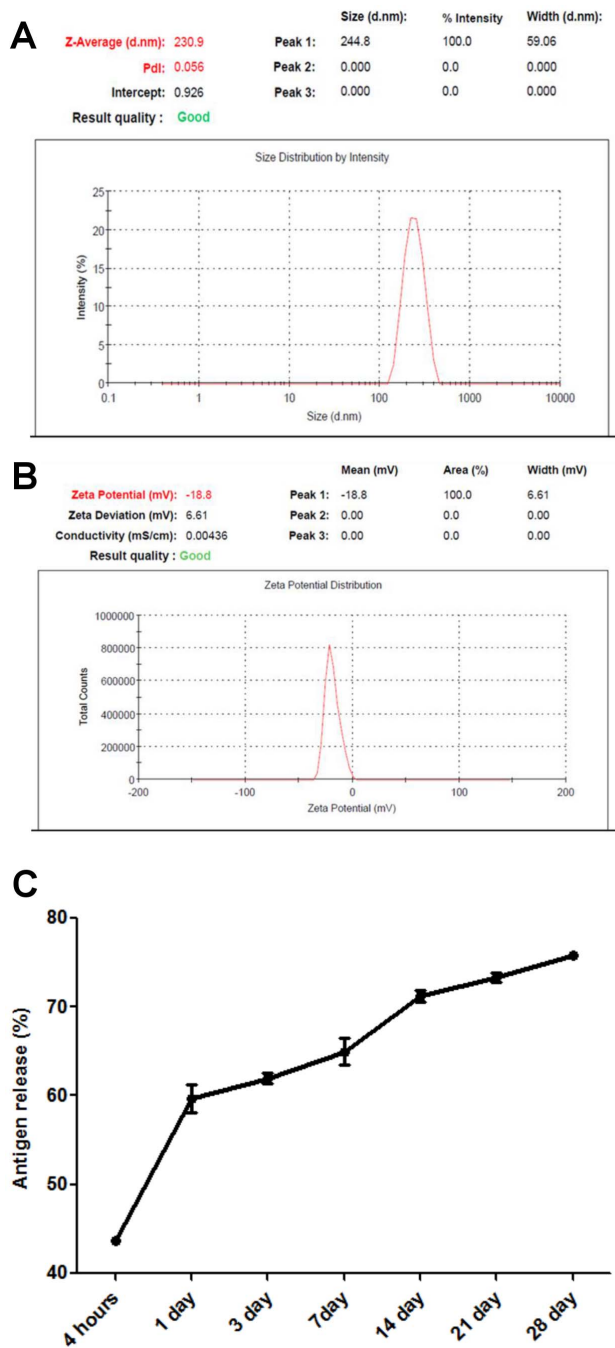 A
Size (d.nm): % Intensity Width (d.nm):
Z-Average (d.nm): 230.9 Peak 1: 244.8 100.0 59.06
PdI: 0.056 Peak 2: 0.000 0.0 0.000
Intercept: 0.926 Peak 3: 0.000 0.0 0.000
Result quality : Good
Size Distribution by Intensity
Intensity (%)
25
20
15
10
5
0
0.1 1 10 100 1000 10000
Size (d.nm)
B
Mean (mV) Area (%) Width (mV)
Zeta Potential (mV): -18.8 Peak 1: -18.8 100.0 6.61
Zeta Deviation (mV): 6.61 Peak 2: 0.00 0.0 0.00
Conductivity (mS/cm): 0.00436 Peak 3: 0.00 0.0 0.00
Result quality : Good
Zeta Potential Distribution
Total Counts
1000000
800000
600000
400000
200000
0
-200 -100 0 100 200
Zeta Potential (mV)
C
Antigen release (%)
80
70
60
50
40
4 hours 1 day 3 day 7day 14 day 21 day 28 day